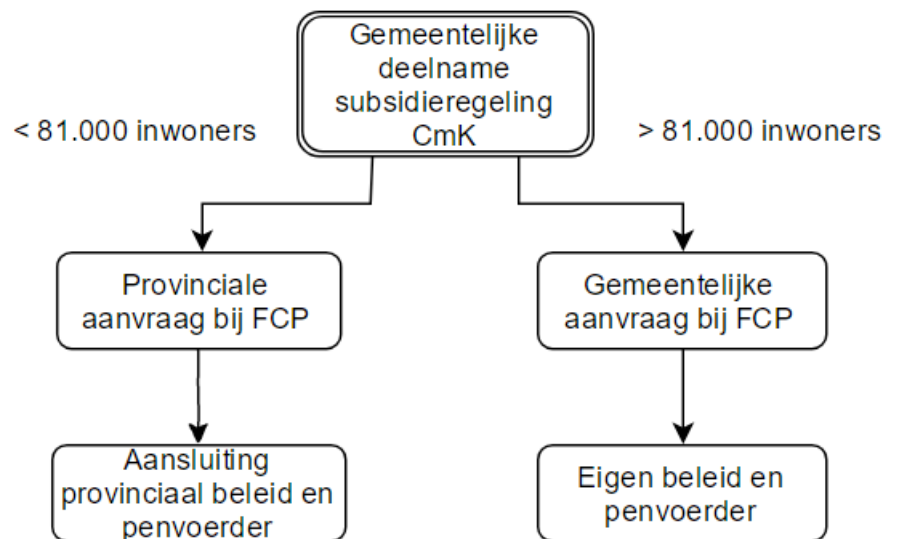 Gemeentelijke
deelname
subsidieregeling
CmK
< 81.000 inwoners
> 81.000 inwoners
Provinciale
aanvraag bij FCP
Gemeentelijke
aanvraag bij FCP
Aansluiting
provinciaal beleid en
penvoerder
Eigen beleid en
penvoerder